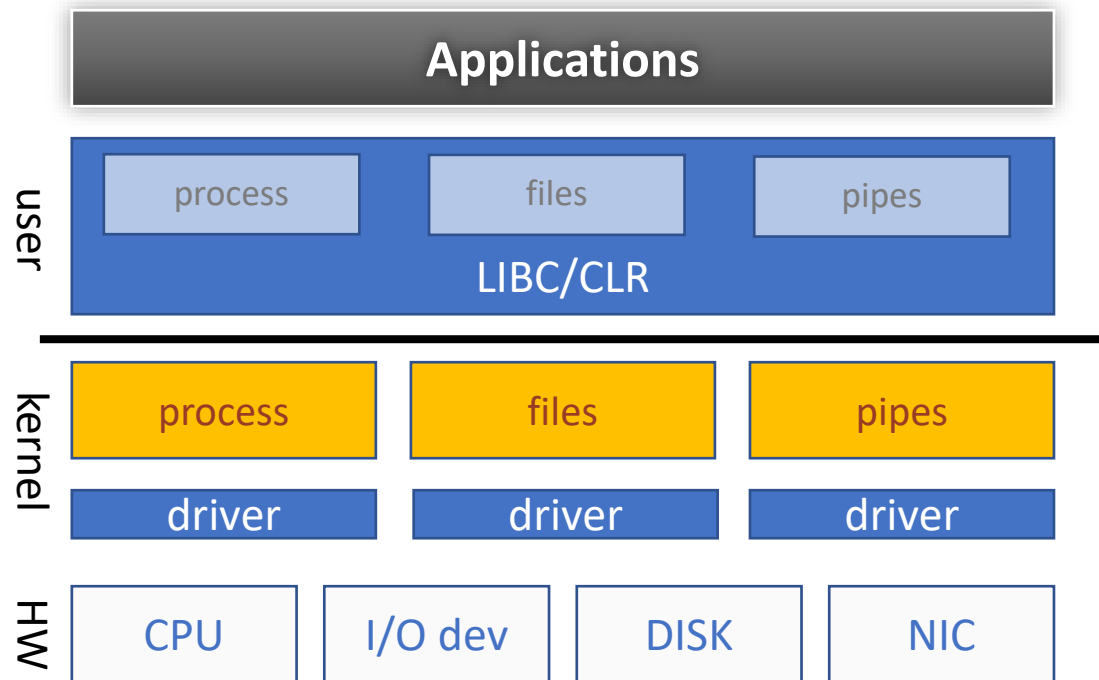 Applications
user
process
files
pipes
LIBC/CLR
kernel
process
files
pipes
driver
driver
driver
HW
CPU
I/O dev
DISK
NIC